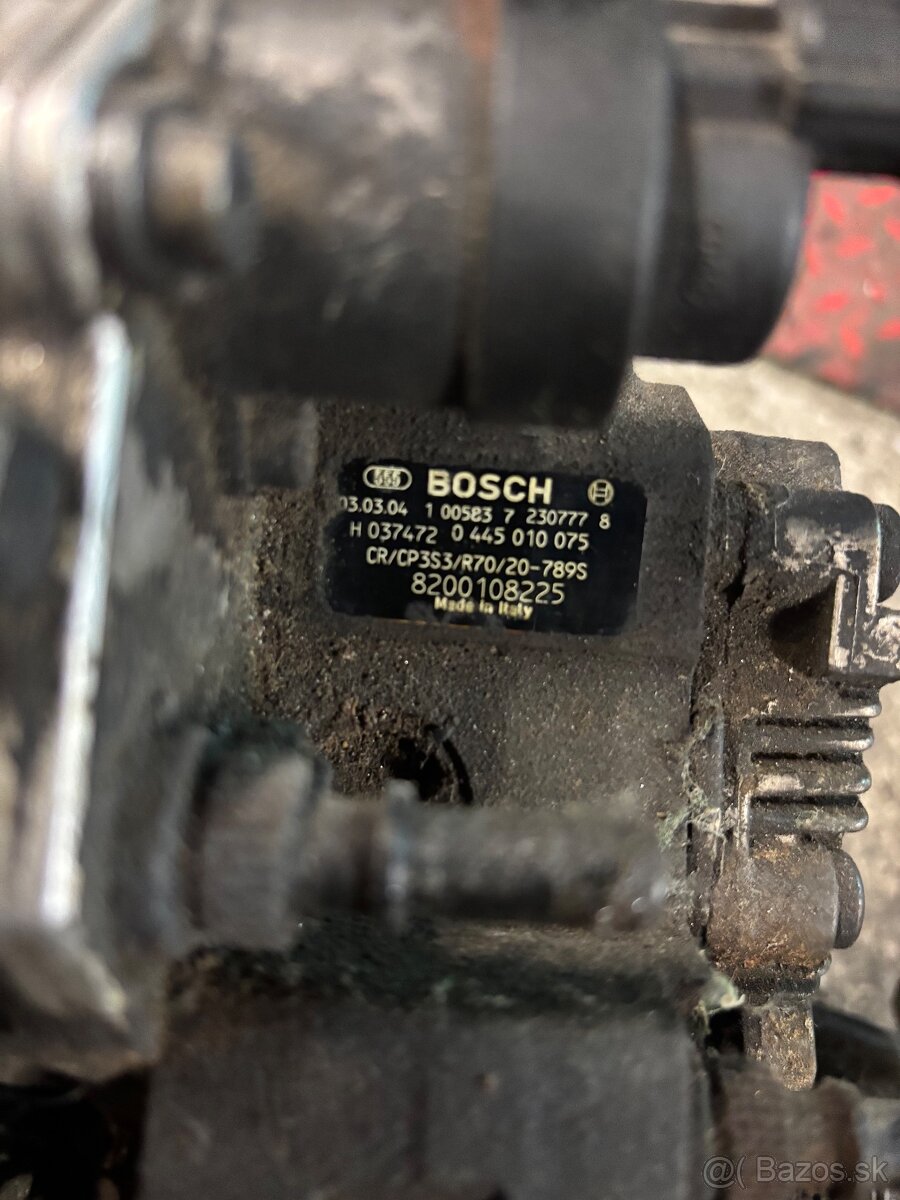 555 BOSCH
03.03.04 1 00583 7 230777 8
H 037472 0 445 010 075
CR/CP3S3/R70/20-789S
8200108225
Made in Italy
@( Bazos.sk